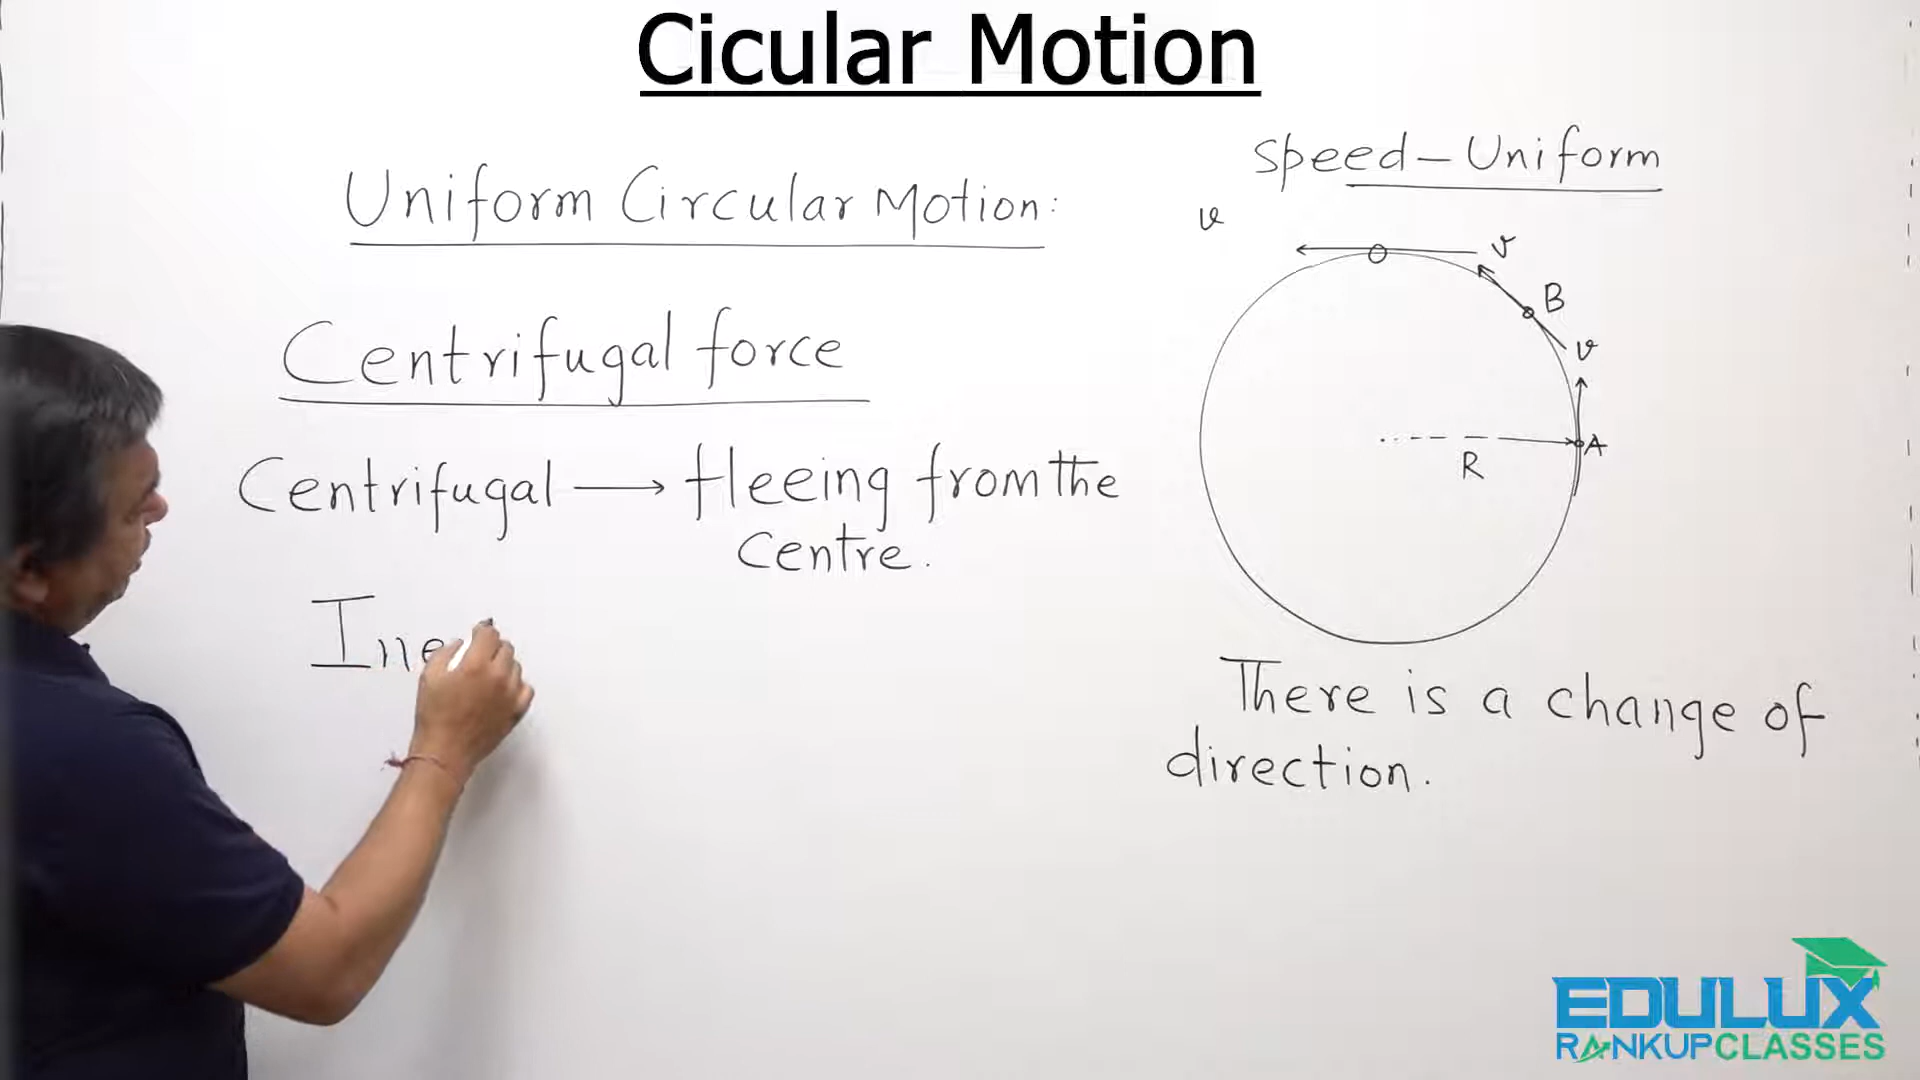 Cicular Motion
Speed – Uniform
Uniform Circular Motion:
v
v
B
Centrifugal force
v
A
R
Centrifugal → fleeing from the
Centre.
Ine
There is a change of
direction.
EDULUX
RANKUPCLASSES